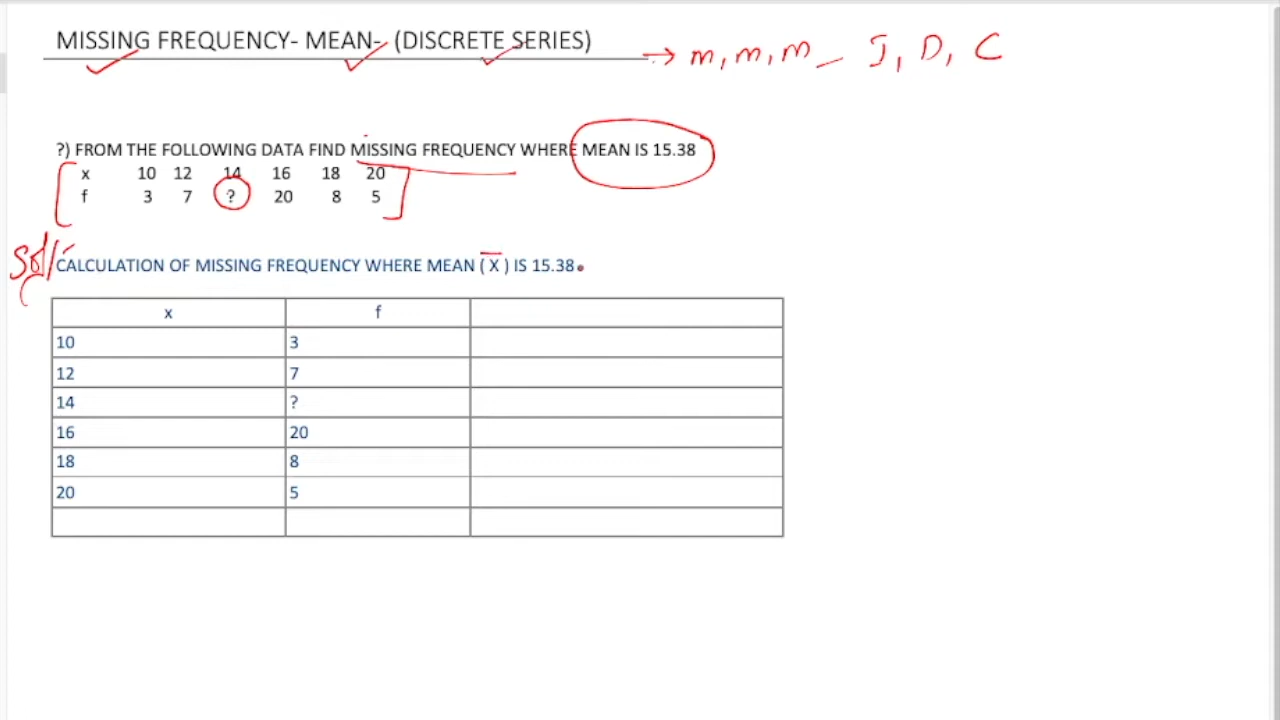 MISSING FREQUENCY- MEAN- (DISCRETE SERIES) → m, m, m – I, D, C
?) FROM THE FOLLOWING DATA FIND MISSING FREQUENCY WHERE MEAN IS 15.38
x 10 12 14 16 18 20
f 3 7 ? 20 8 5
Sol/:
CALCULATION OF MISSING FREQUENCY WHERE MEAN ( X̅ ) IS 15.38.
x f
10 3
12 7
14 ?
16 20
18 8
20 5